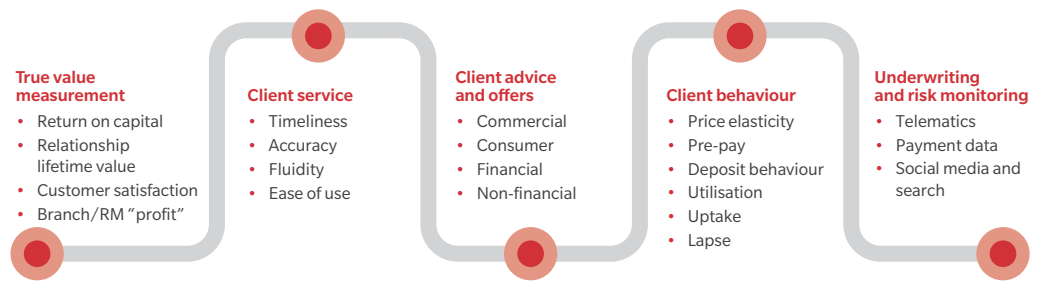 True value
measurement
• Return on capital
• Relationship
lifetime value
• Customer satisfaction
• Branch/RM “profit”
Client service
• Timeliness
• Accuracy
• Fluidity
• Ease of use
Client advice
and offers
• Commercial
• Consumer
• Financial
• Non-financial
Client behaviour
• Price elasticity
• Pre-pay
• Deposit behaviour
• Utilisation
• Uptake
• Lapse
Underwriting
and risk monitoring
• Telematics
• Payment data
• Social media and
search